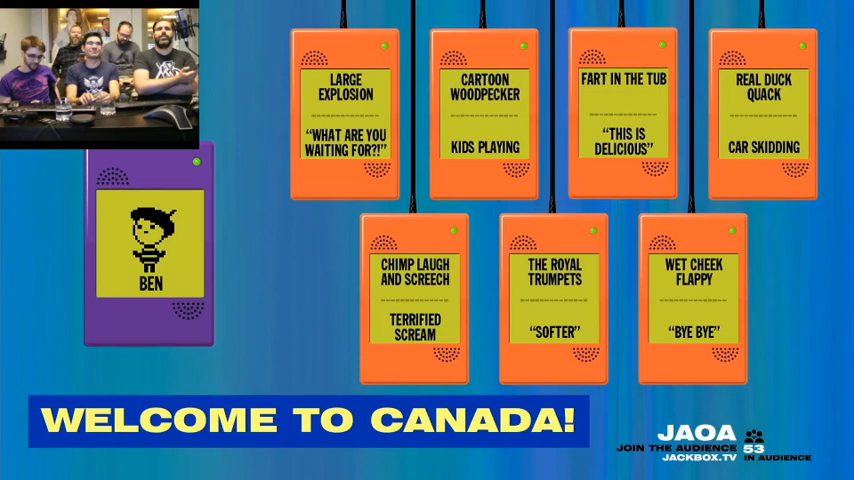 LARGE
EXPLOSION
"WHAT ARE YOU
WAITING FOR?!"
CARTOON
WOODPECKER
KIDS PLAYING
FART IN THE TUB
"THIS IS
DELICIOUS"
REAL DUCK
QUACK
CAR SKIDDING
BEN
CHIMP LAUGH
AND SCREECH
TERRIFIED
SCREAM
THE ROYAL
TRUMPETS
"SOFTER"
WET CHEEK
FLAPPY
"BYE BYE"
WELCOME TO CANADA!
JAOA
JOIN THE AUDIENCE 53
JACKBOX.TV IN AUDIENCE